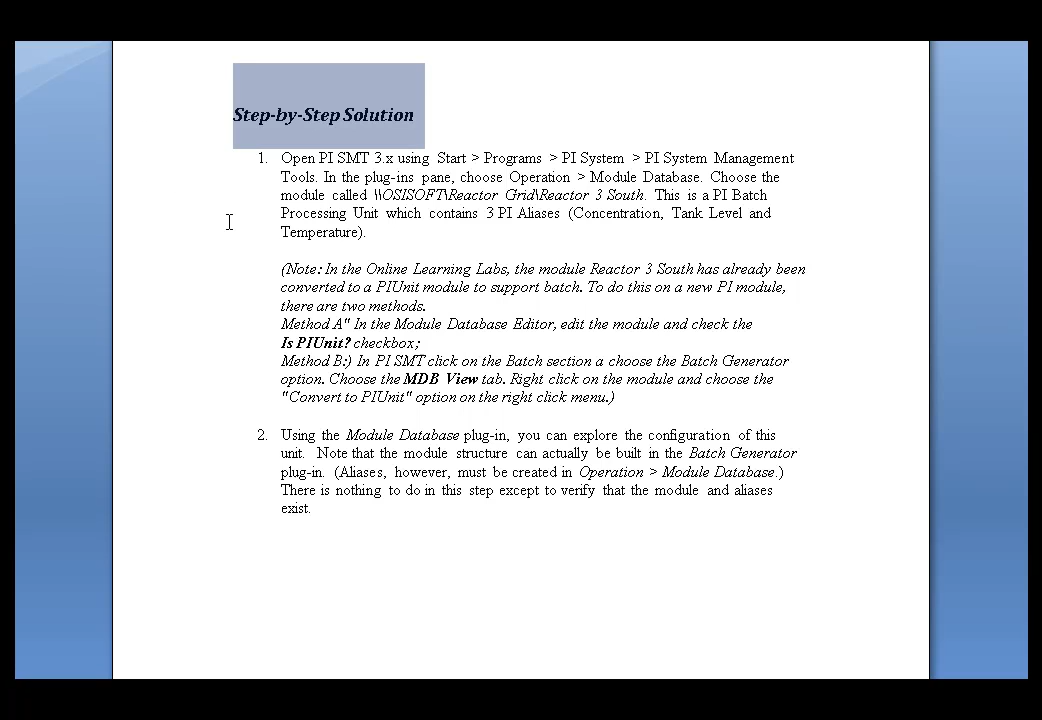 Step-by-Step Solution
1. Open PI SMT 3.x using Start > Programs > PI System > PI System Management
Tools. In the plug-ins pane, choose Operation > Module Database. Choose the
module called \\OSISOFT\Reactor Grid\Reactor 3 South. This is a PI Batch
Processing Unit which contains 3 PI Aliases (Concentration, Tank Level and
Temperature).
(Note: In the Online Learning Labs, the module Reactor 3 South has already been
converted to a PIUnit module to support batch. To do this on a new PI module,
there are two methods.
Method A" In the Module Database Editor, edit the module and check the
Is PIUnit? checkbox;
Method B:) In PI SMT click on the Batch section a choose the Batch Generator
option. Choose the MDB View tab. Right click on the module and choose the
"Convert to PIUnit" option on the right click menu.)
2. Using the Module Database plug-in, you can explore the configuration of this
unit. Note that the module structure can actually be built in the Batch Generator
plug-in. (Aliases, however, must be created in Operation > Module Database.)
There is nothing to do in this step except to verify that the module and aliases
exist.